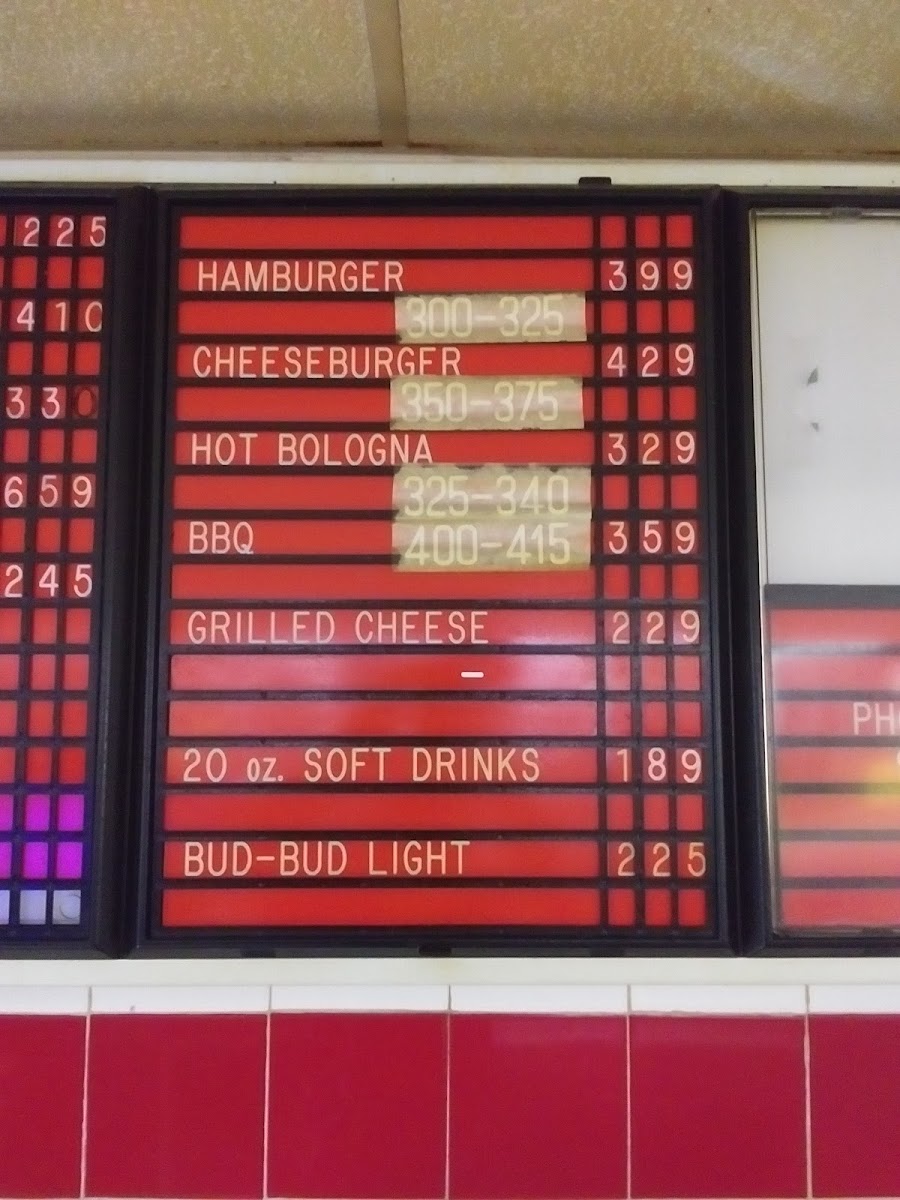 225
410
330
659
245
HAMBURGER 399
300-325
CHEESEBURGER 429
350-375
HOT BOLOGNA 329
325-340
BBQ 359
400-415
GRILLED CHEESE 229
20 oz. SOFT DRINKS 189
BUD-BUD LIGHT 225